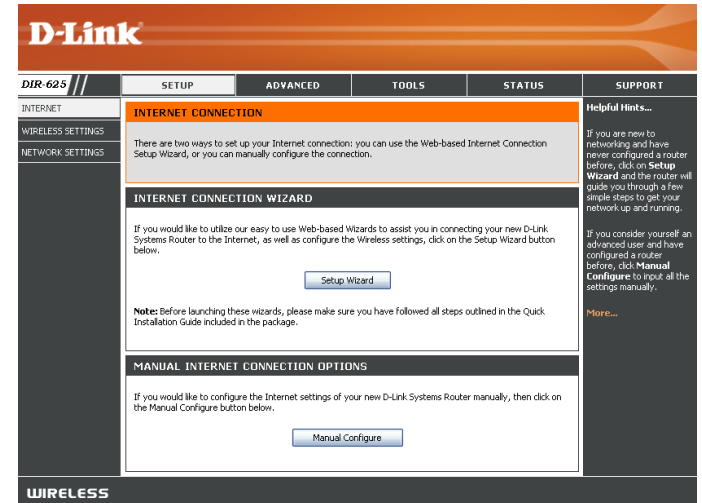 D-Link
DIR-625
SETUP
ADVANCED
TOOLS
STATUS
SUPPORT
INTERNET
WIRELESS SETTINGS
NETWORK SETTINGS
INTERNET CONNECTION
There are two ways to set up your Internet connection: you can use the Web-based Internet Connection
Setup Wizard, or you can manually configure the connection.
INTERNET CONNECTION WIZARD
If you would like to utilize our easy to use Web-based Wizards to assist you in connecting your new D-Link
Systems Router to the Internet, as well as configure the Wireless settings, click on the Setup Wizard button
below.
Setup Wizard
Note: Before launching these wizards, please make sure you have followed all steps outlined in the Quick
Installation Guide included in the package.
MANUAL INTERNET CONNECTION OPTIONS
If you would like to configure the Internet settings of your new D-Link Systems Router manually, then click on
the Manual Configure button below.
Manual Configure
Helpful Hints...
If you are new to
networking and have
never configured a router
before, click on Setup
Wizard and the router will
guide you through a few
simple steps to get your
network up and running.
If you consider yourself an
advanced user and have
configured a router
before, click Manual
Configure to input all the
settings manually.
More...
WIRELESS